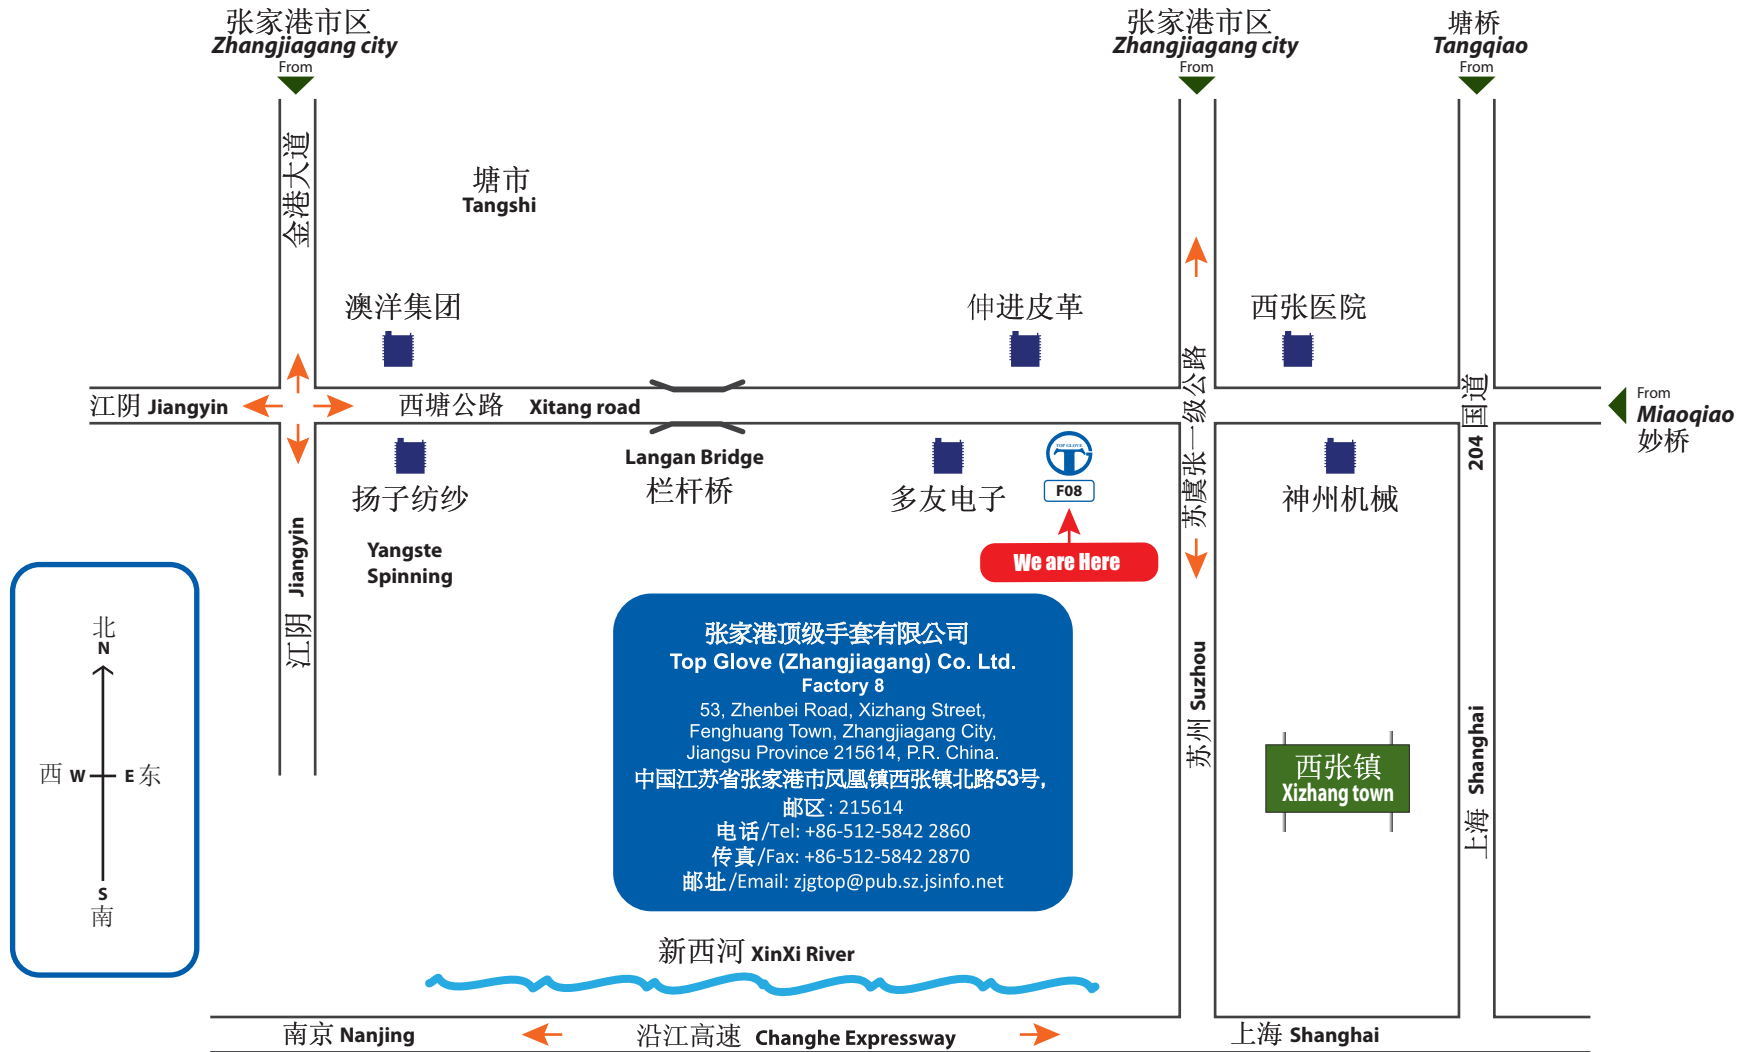 张家港市区
Zhangjiagang city
From
张家港市区
Zhangjiagang city
From
塘桥
Tangqiao
From
金港大道
塘市
Tangshi
澳洋集团
伸进皮革
西张医院
江阴 Jiangyin
西塘公路 Xitang road
苏虞张一级公路
204 国道
From
Miaoqiao
妙桥
扬子纺纱
Yangste
Spinning
Langan Bridge
栏杆桥
多友电子
TOP GLOVE
F08
We are Here
神州机械
江阴 Jiangyin
北
N
西 W
E 东
S
南
张家港顶级手套有限公司
Top Glove (Zhangjiagang) Co. Ltd.
Factory 8
53, Zhenbei Road, Xizhang Street,
Fenghuang Town, Zhangjiagang City,
Jiangsu Province 215614, P.R. China.
中国江苏省张家港市凤凰镇西张镇北路53号，
邮区 : 215614
电话/Tel: +86-512-5842 2860
传真/Fax: +86-512-5842 2870
邮址/Email: zjgtop@pub.sz.jsinfo.net
苏州 Suzhou
西张镇
Xizhang town
上海 Shanghai
新西河 XinXi River
南京 Nanjing
沿江高速 Changhe Expressway
上海 Shanghai